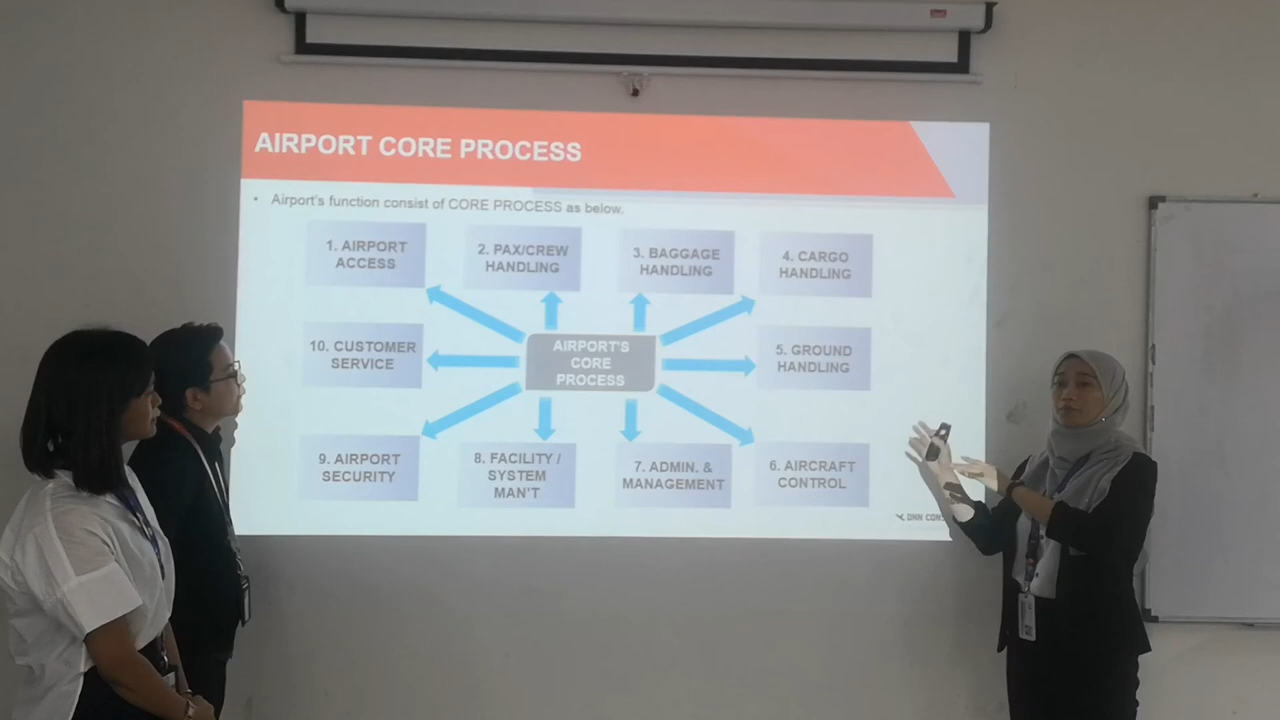 AIRPORT CORE PROCESS
• Airport's function consist of CORE PROCESS as below.
1. AIRPORT
ACCESS
2. PAX/CREW
HANDLING
3. BAGGAGE
HANDLING
4. CARGO
HANDLING
10. CUSTOMER
SERVICE
AIRPORT'S
CORE
PROCESS
5. GROUND
HANDLING
9. AIRPORT
SECURITY
8. FACILITY /
SYSTEM
MAN'T
7. ADMIN. &
MANAGEMENT
6. AIRCRAFT
CONTROL
DNN CONS